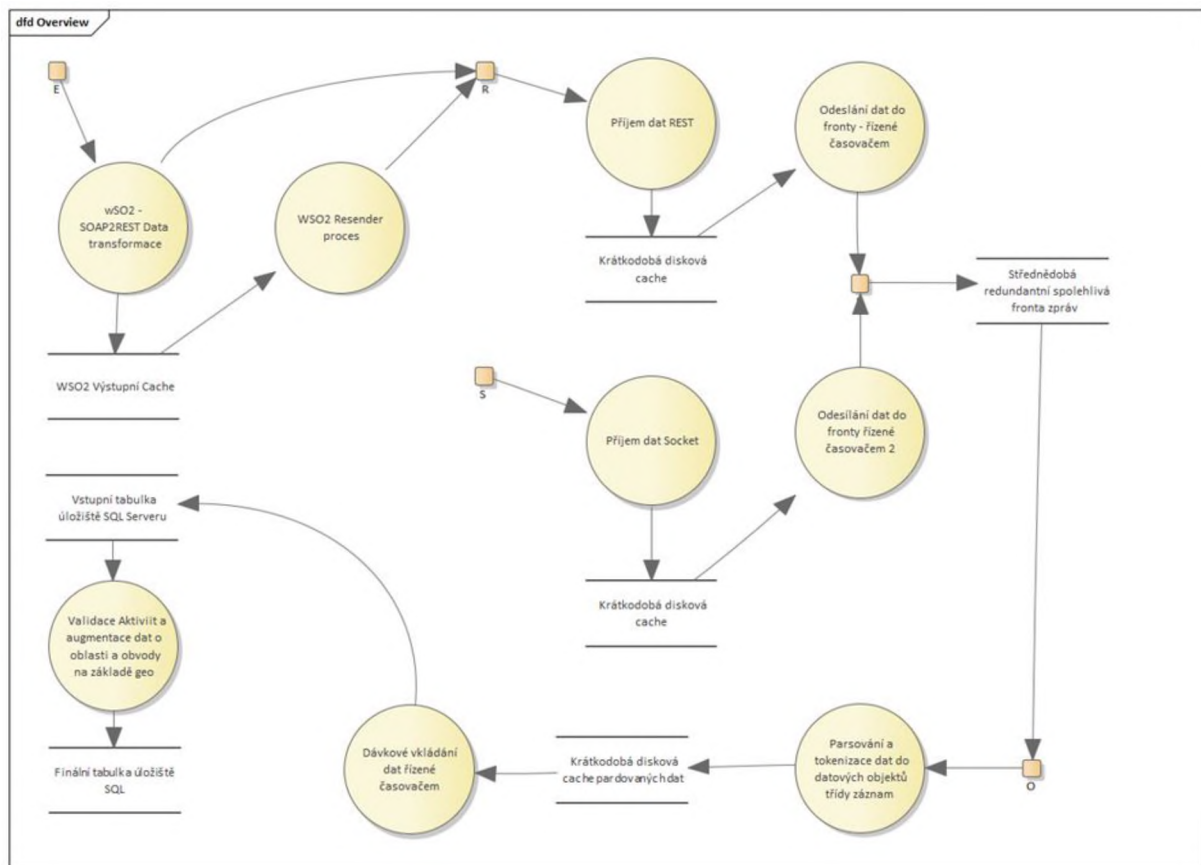 dfd Overview
E
R
Příjem dat REST
Odeslání dat do
fronty - řízené
časovačem
wSO2 -
SOAP2REST Data
transformace
WSO2 Resender
proces
Krátkodobá disková
cache
Střednědobá
redundantní spolehlivá
fronta zpráv
WSO2 Výstupní Cache
S
Příjem dat Socket
Odesílání dat do
fronty řízené
časovačem 2
Vstupní tabulka
úložiště SQL Serveru
Krátkodobá disková
cache
Validace Aktiviit a
augmentace dat o
oblasti a obvody
na základě geo
Finální tabulka úložiště
SQL
Dávkové vkládání
dat řízené
časovačem
Krátkodobá disková
cache pardovaných dat
Parsování a
tokenizace dat do
datových objektů
třídy záznam
O